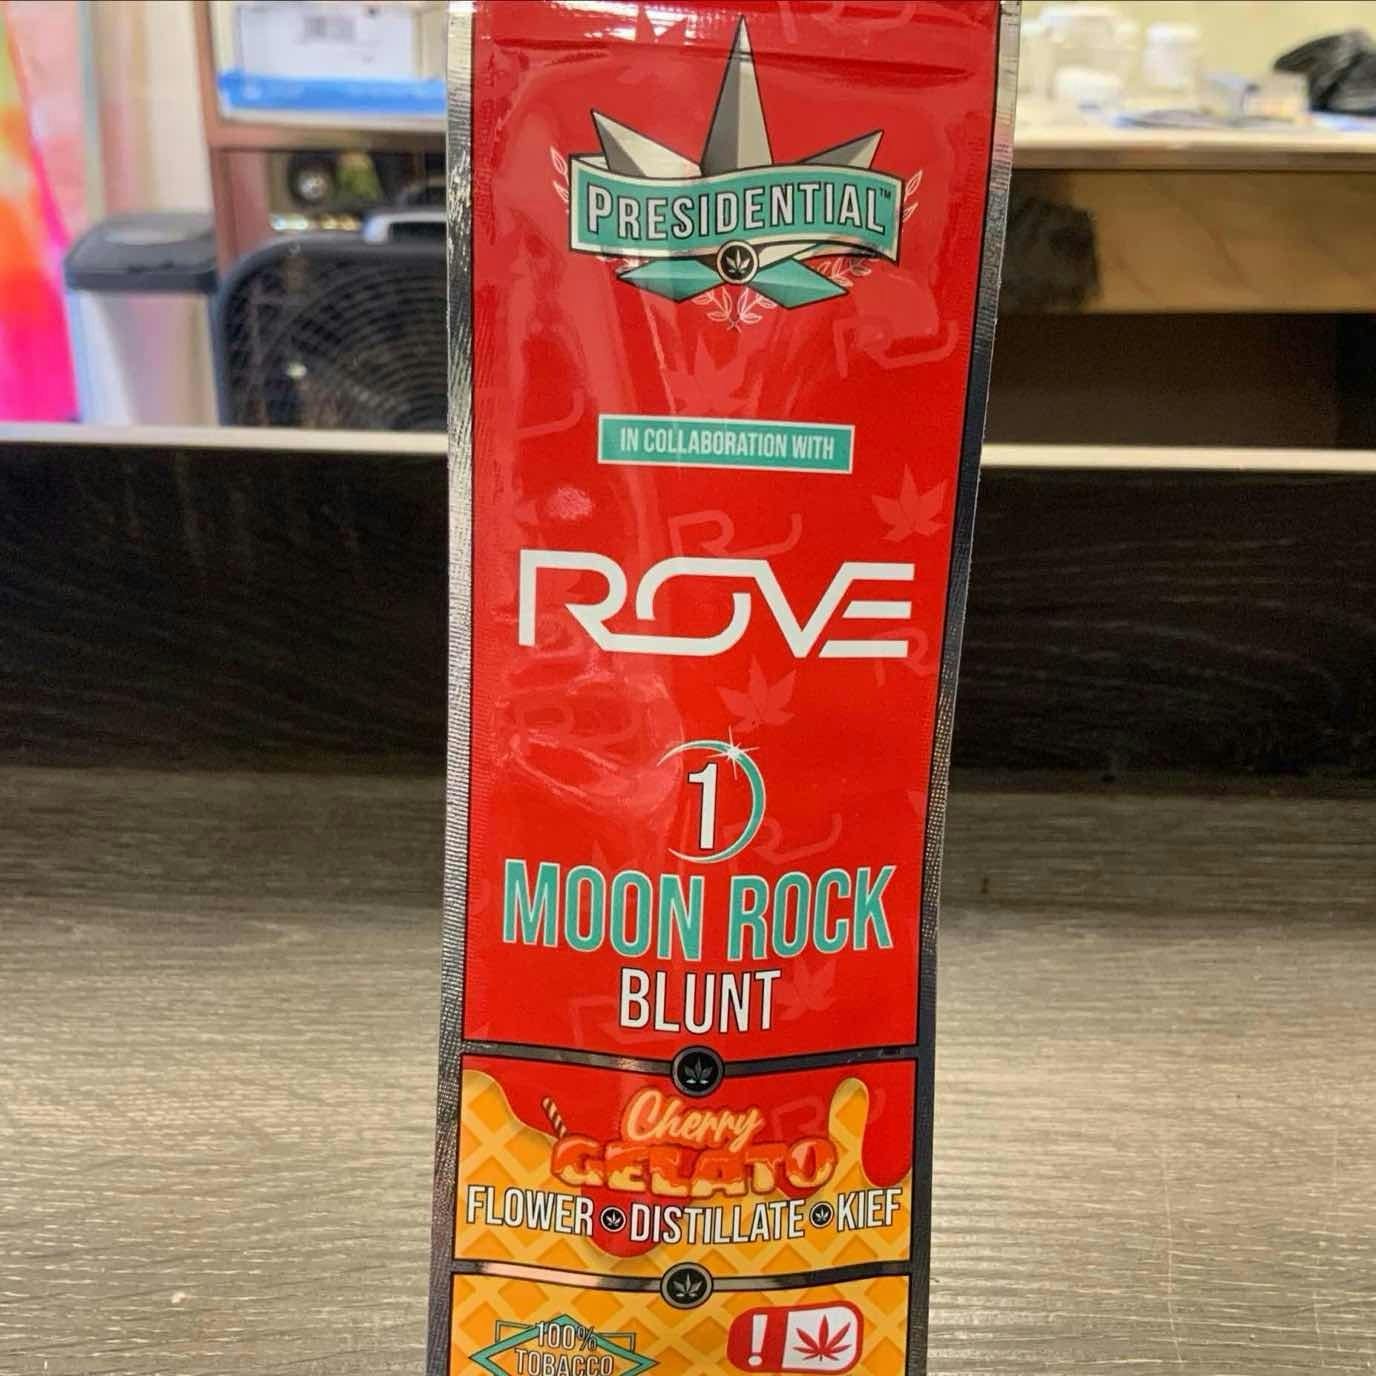 PRESIDENTIAL™
IN COLLABORATION WITH
ROVE
1
MOON ROCK
BLUNT
Cherry
GELATO
FLOWER DISTILLATE KIEF
100%
TOBACCO
!